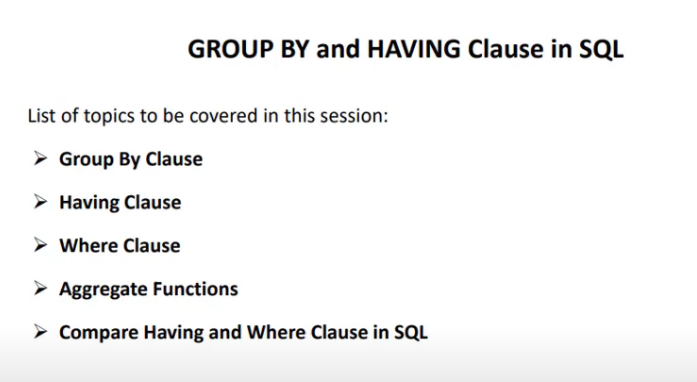 GROUP BY and HAVING Clause in SQL
List of topics to be covered in this session:
➢ Group By Clause
➢ Having Clause
➢ Where Clause
➢ Aggregate Functions
➢ Compare Having and Where Clause in SQL